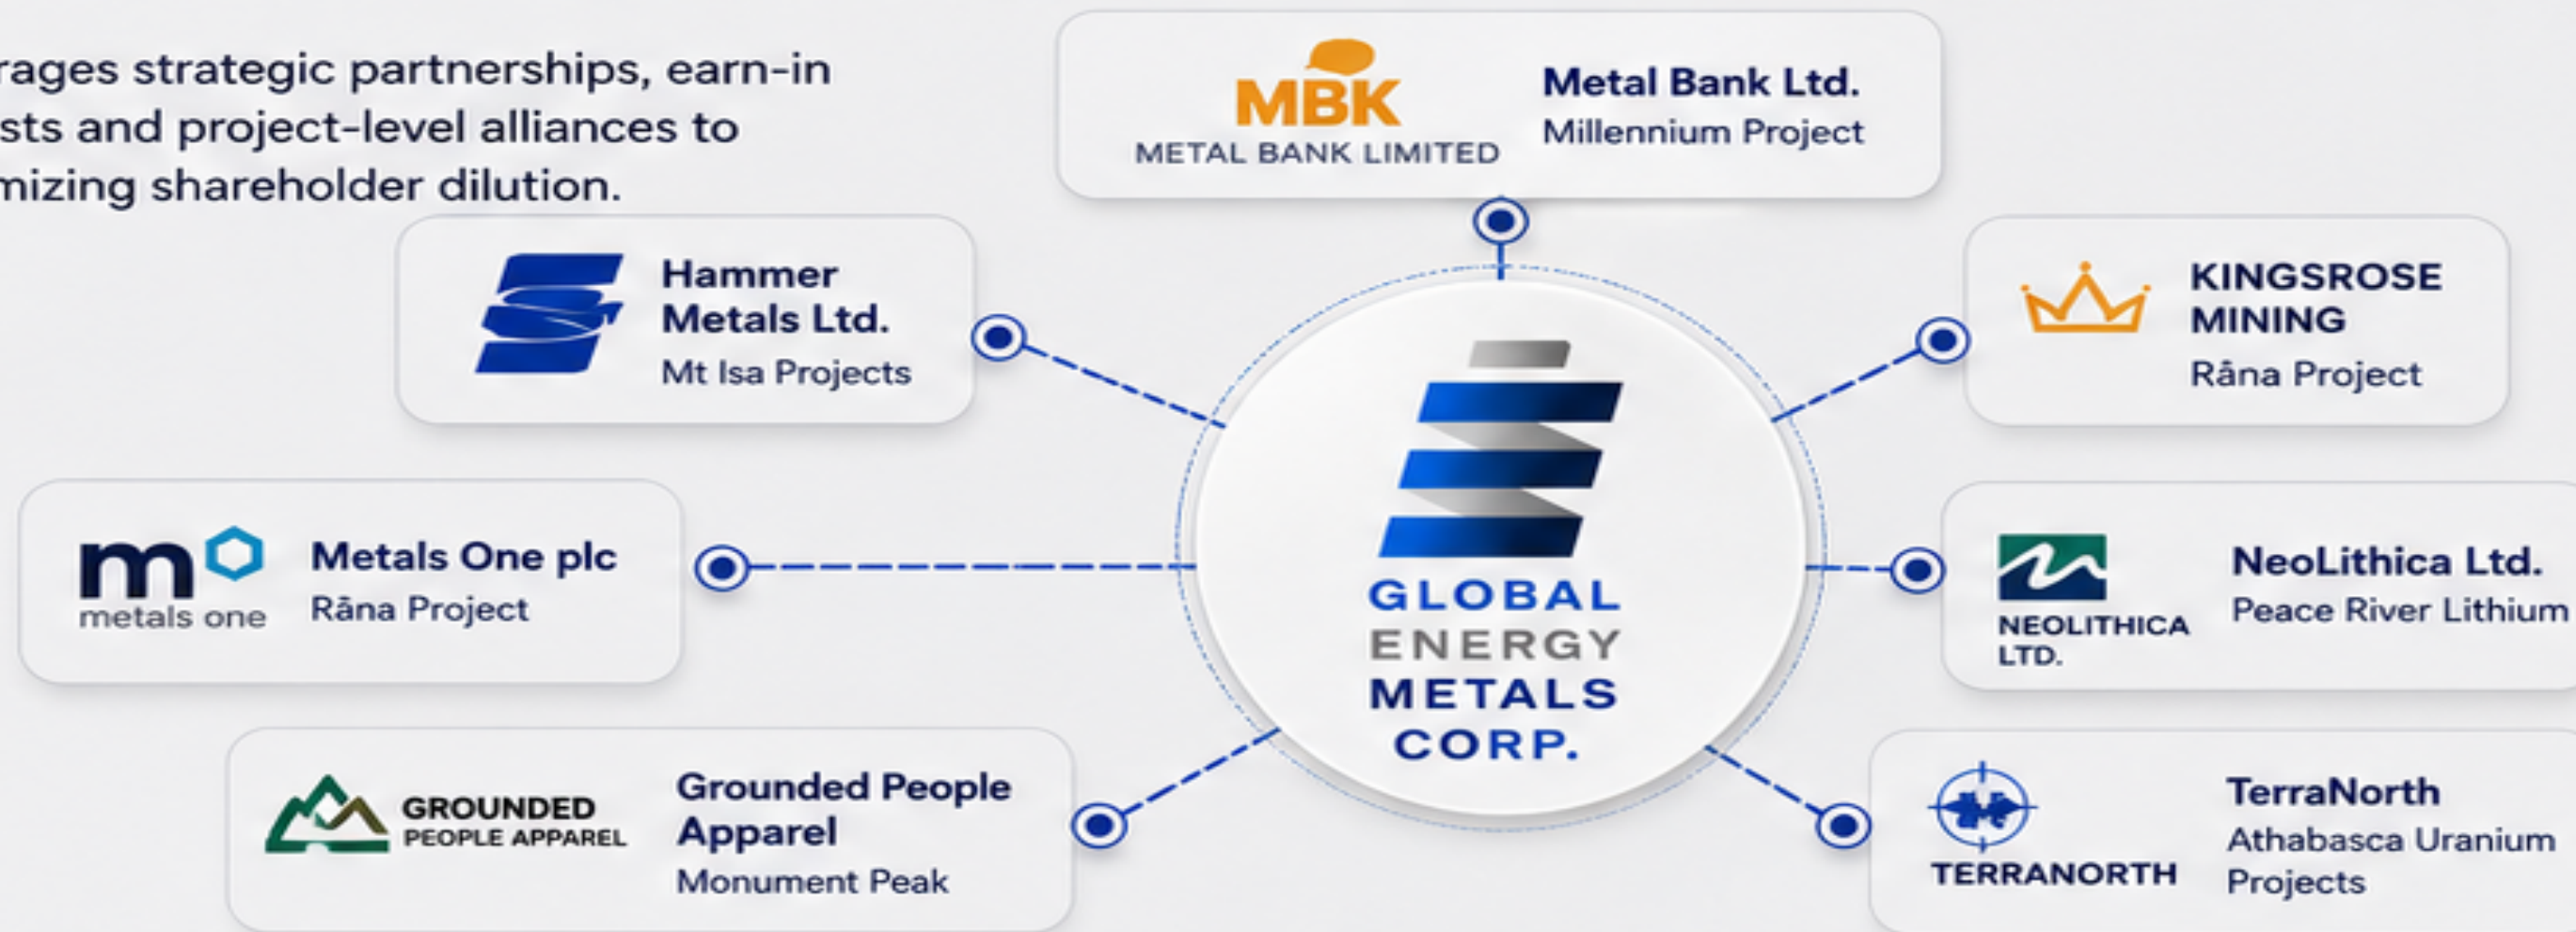 rages strategic partnerships, earn-in
sts and project-level alliances to
mizing shareholder dilution.
MBK
METAL BANK LIMITED
Metal Bank Ltd.
Millennium Project
Hammer
Metals Ltd.
Mt Isa Projects
KINGSROSE
MINING
Råna Project
m
metals one
Metals One plc
Råna Project
GLOBAL
ENERGY
METALS
CORP.
NEOLITHICA
LTD.
NeoLithica Ltd.
Peace River Lithium
GROUNDED
PEOPLE APPAREL
Grounded People
Apparel
Monument Peak
TERRANORTH
TerraNorth
Athabasca Uranium
Projects